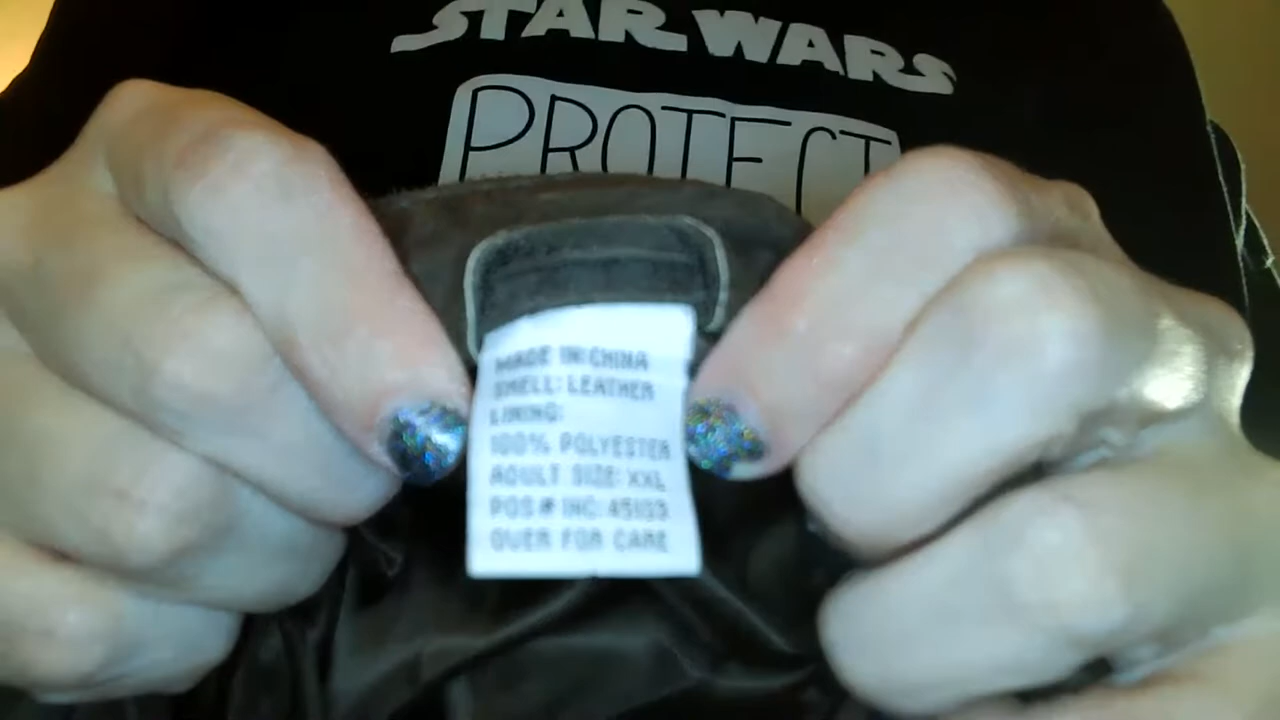 STAR WARS
PROTECT
MADE IN CHINA
SHELL: LEATHER
LINING:
100% POLYESTER
ADULT SIZE: XXL
POS # INC: 45103
OVER FOR CARE